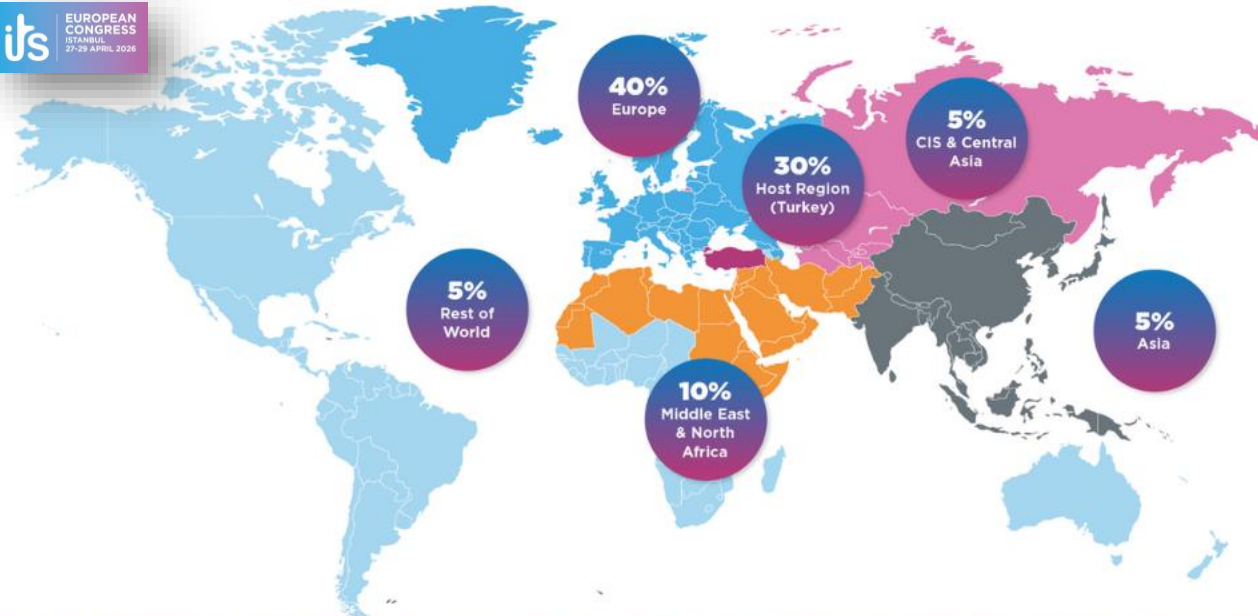 its
EUROPEAN
CONGRESS
ISTANBUL
27-29 APRIL 2026
40%
Europe
5%
CIS & Central
Asia
30%
Host Region
(Turkey)
5%
Rest of
World
5%
Asia
10%
Middle East
& North
Africa